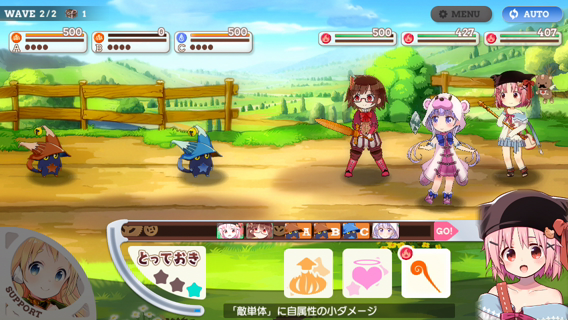 WAVE 2/2 1
MENU
AUTO
500
0
500
500
427
407
A
B
C
A
B
C
GO!
とっておき
SUPPORT
「敵単体」に自属性の小ダメージ